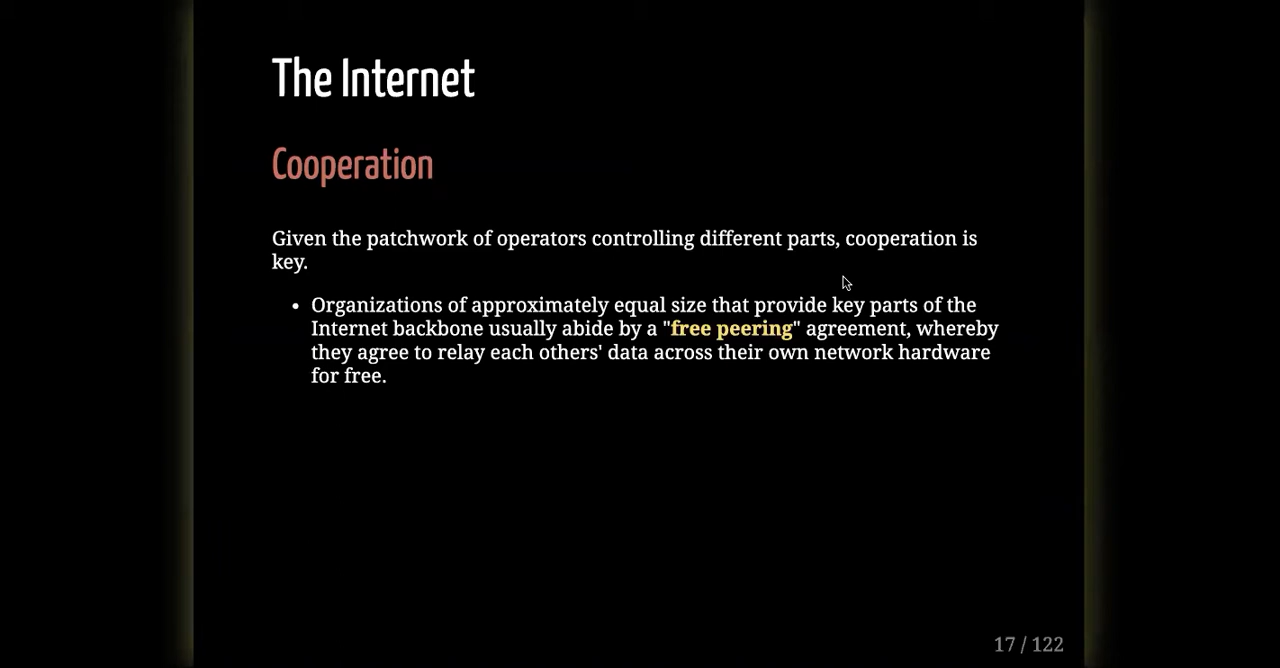 The Internet
Cooperation
Given the patchwork of operators controlling different parts, cooperation is
key.
• Organizations of approximately equal size that provide key parts of the
Internet backbone usually abide by a "free peering" agreement, whereby
they agree to relay each others' data across their own network hardware
for free.
17 / 122